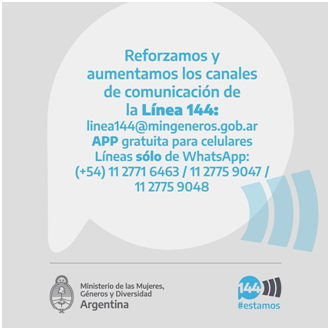 Reforzamos y
aumentamos los canales
de comunicación de
la Línea 144:
linea144@mingeneros.gob.ar
APP gratuita para celulares
Líneas sólo de WhatsApp:
(+54) 11 2771 6463 / 11 2775 9047 /
11 2775 9048
Ministerio de las Mujeres,
Géneros y Diversidad
Argentina
144
#estamos